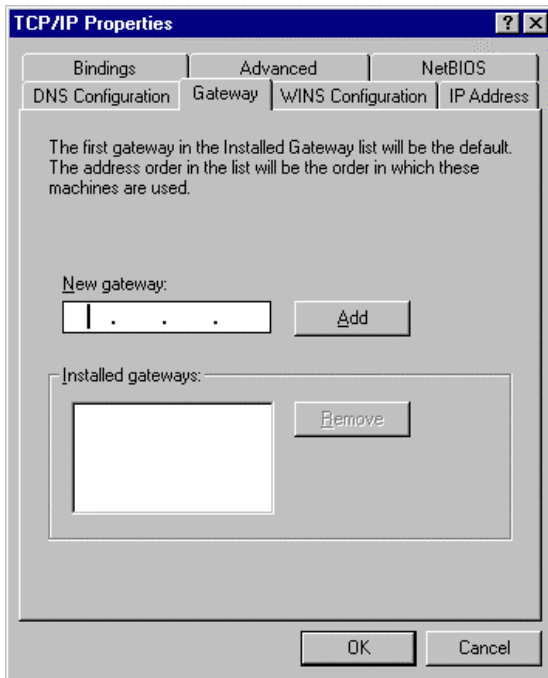 TCP/IP Properties
Bindings Advanced NetBIOS
DNS Configuration Gateway WINS Configuration IP Address
The first gateway in the Installed Gateway list will be the default.
The address order in the list will be the order in which these
machines are used.
New gateway:
. . .
Add
Installed gateways:
Remove
OK Cancel